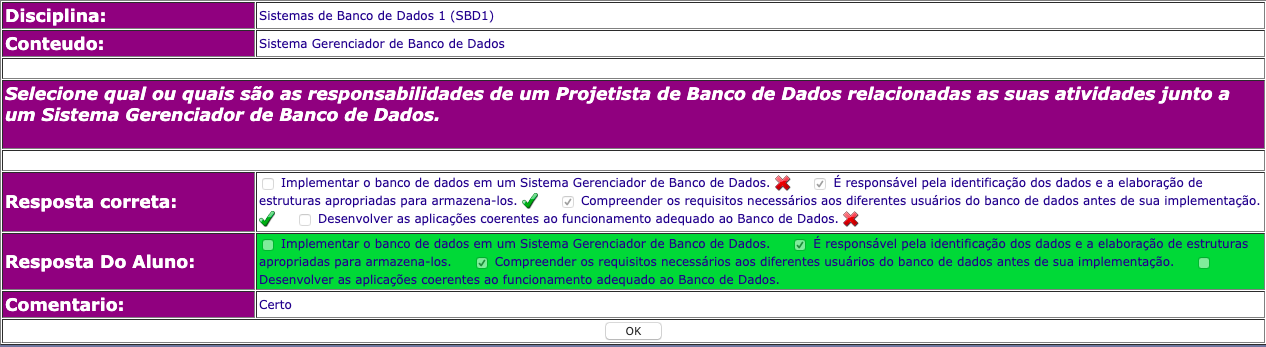 Disciplina: Sistemas de Banco de Dados 1 (SBD1)
Conteudo: Sistema Gerenciador de Banco de Dados
Selecione qual ou quais são as responsabilidades de um Projetista de Banco de Dados relacionadas as suas atividades junto a
um Sistema Gerenciador de Banco de Dados.
Resposta correta:
Implementar o banco de dados em um Sistema Gerenciador de Banco de Dados. É responsável pela identificação dos dados e a elaboração de
estruturas apropriadas para armazena-los. Compreender os requisitos necessários aos diferentes usuários do banco de dados antes de sua implementação.
Desenvolver as aplicações coerentes ao funcionamento adequado ao Banco de Dados.
Resposta Do Aluno:
Implementar o banco de dados em um Sistema Gerenciador de Banco de Dados. É responsável pela identificação dos dados e a elaboração de estruturas
apropriadas para armazena-los. Compreender os requisitos necessários aos diferentes usuários do banco de dados antes de sua implementação.
Desenvolver as aplicações coerentes ao funcionamento adequado ao Banco de Dados.
Comentario: Certo
OK